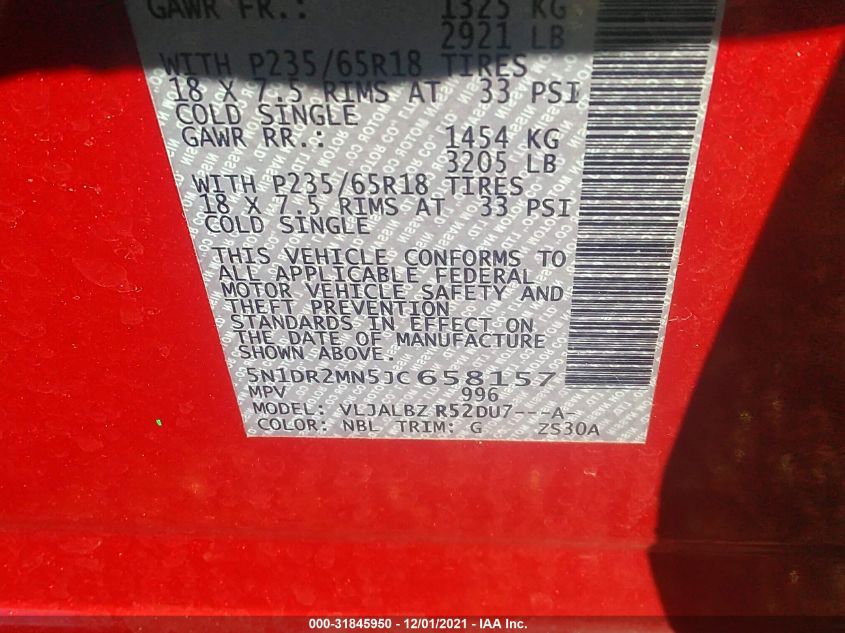 GAWR FR.: 1325 KG
2921 LB
WITH P235/65R18 TIRES
18 X 7.5 RIMS AT 33 PSI
COLD SINGLE
GAWR RR.: 1454 KG
3205 LB
WITH P235/65R18 TIRES
18 X 7.5 RIMS AT 33 PSI
COLD SINGLE
THIS VEHICLE CONFORMS TO
ALL APPLICABLE FEDERAL
MOTOR VEHICLE SAFETY AND
THEFT PREVENTION
STANDARDS IN EFFECT ON
THE DATE OF MANUFACTURE
SHOWN ABOVE.
5N1DR2MN5JC658157
MPV 996
MODEL: VLJALBZ R52DU7---A-
COLOR: NBL TRIM: G ZS30A
000-31845950 - 12/01/2021 - IAA Inc.